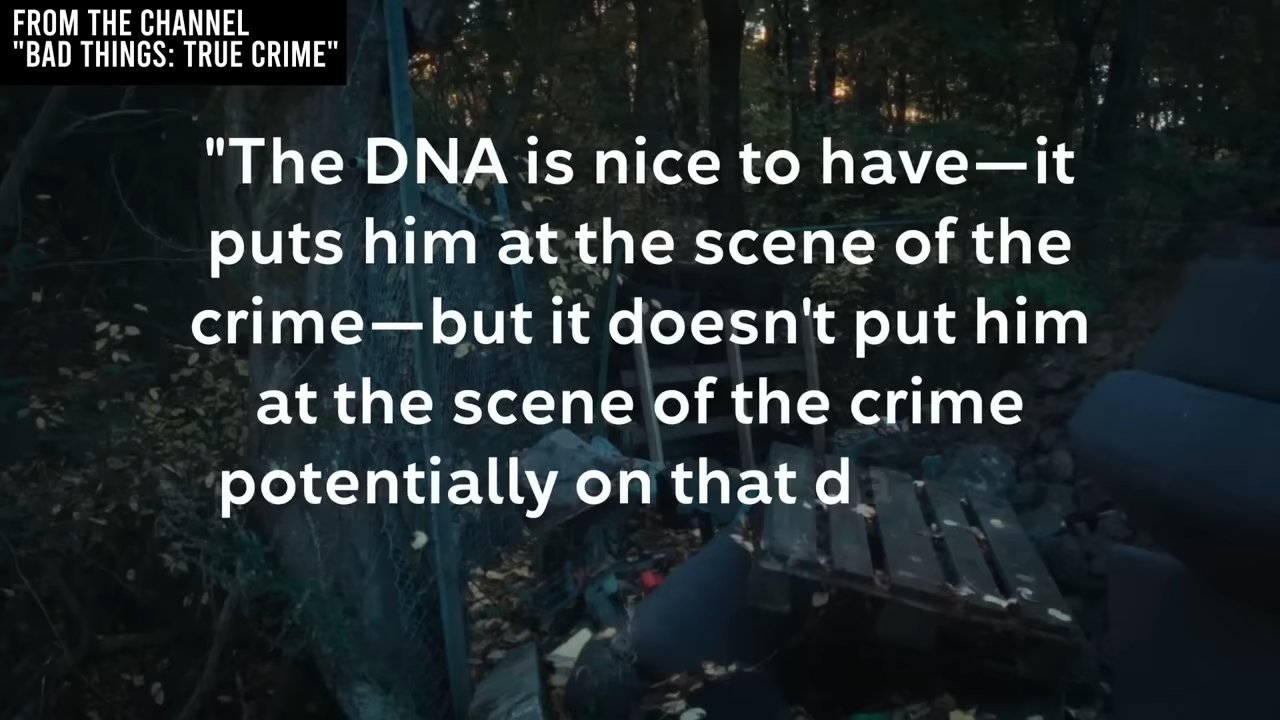 FROM THE CHANNEL
"BAD THINGS: TRUE CRIME"
"The DNA is nice to have—it
puts him at the scene of the
crime—but it doesn't put him
at the scene of the crime
potentially on that da